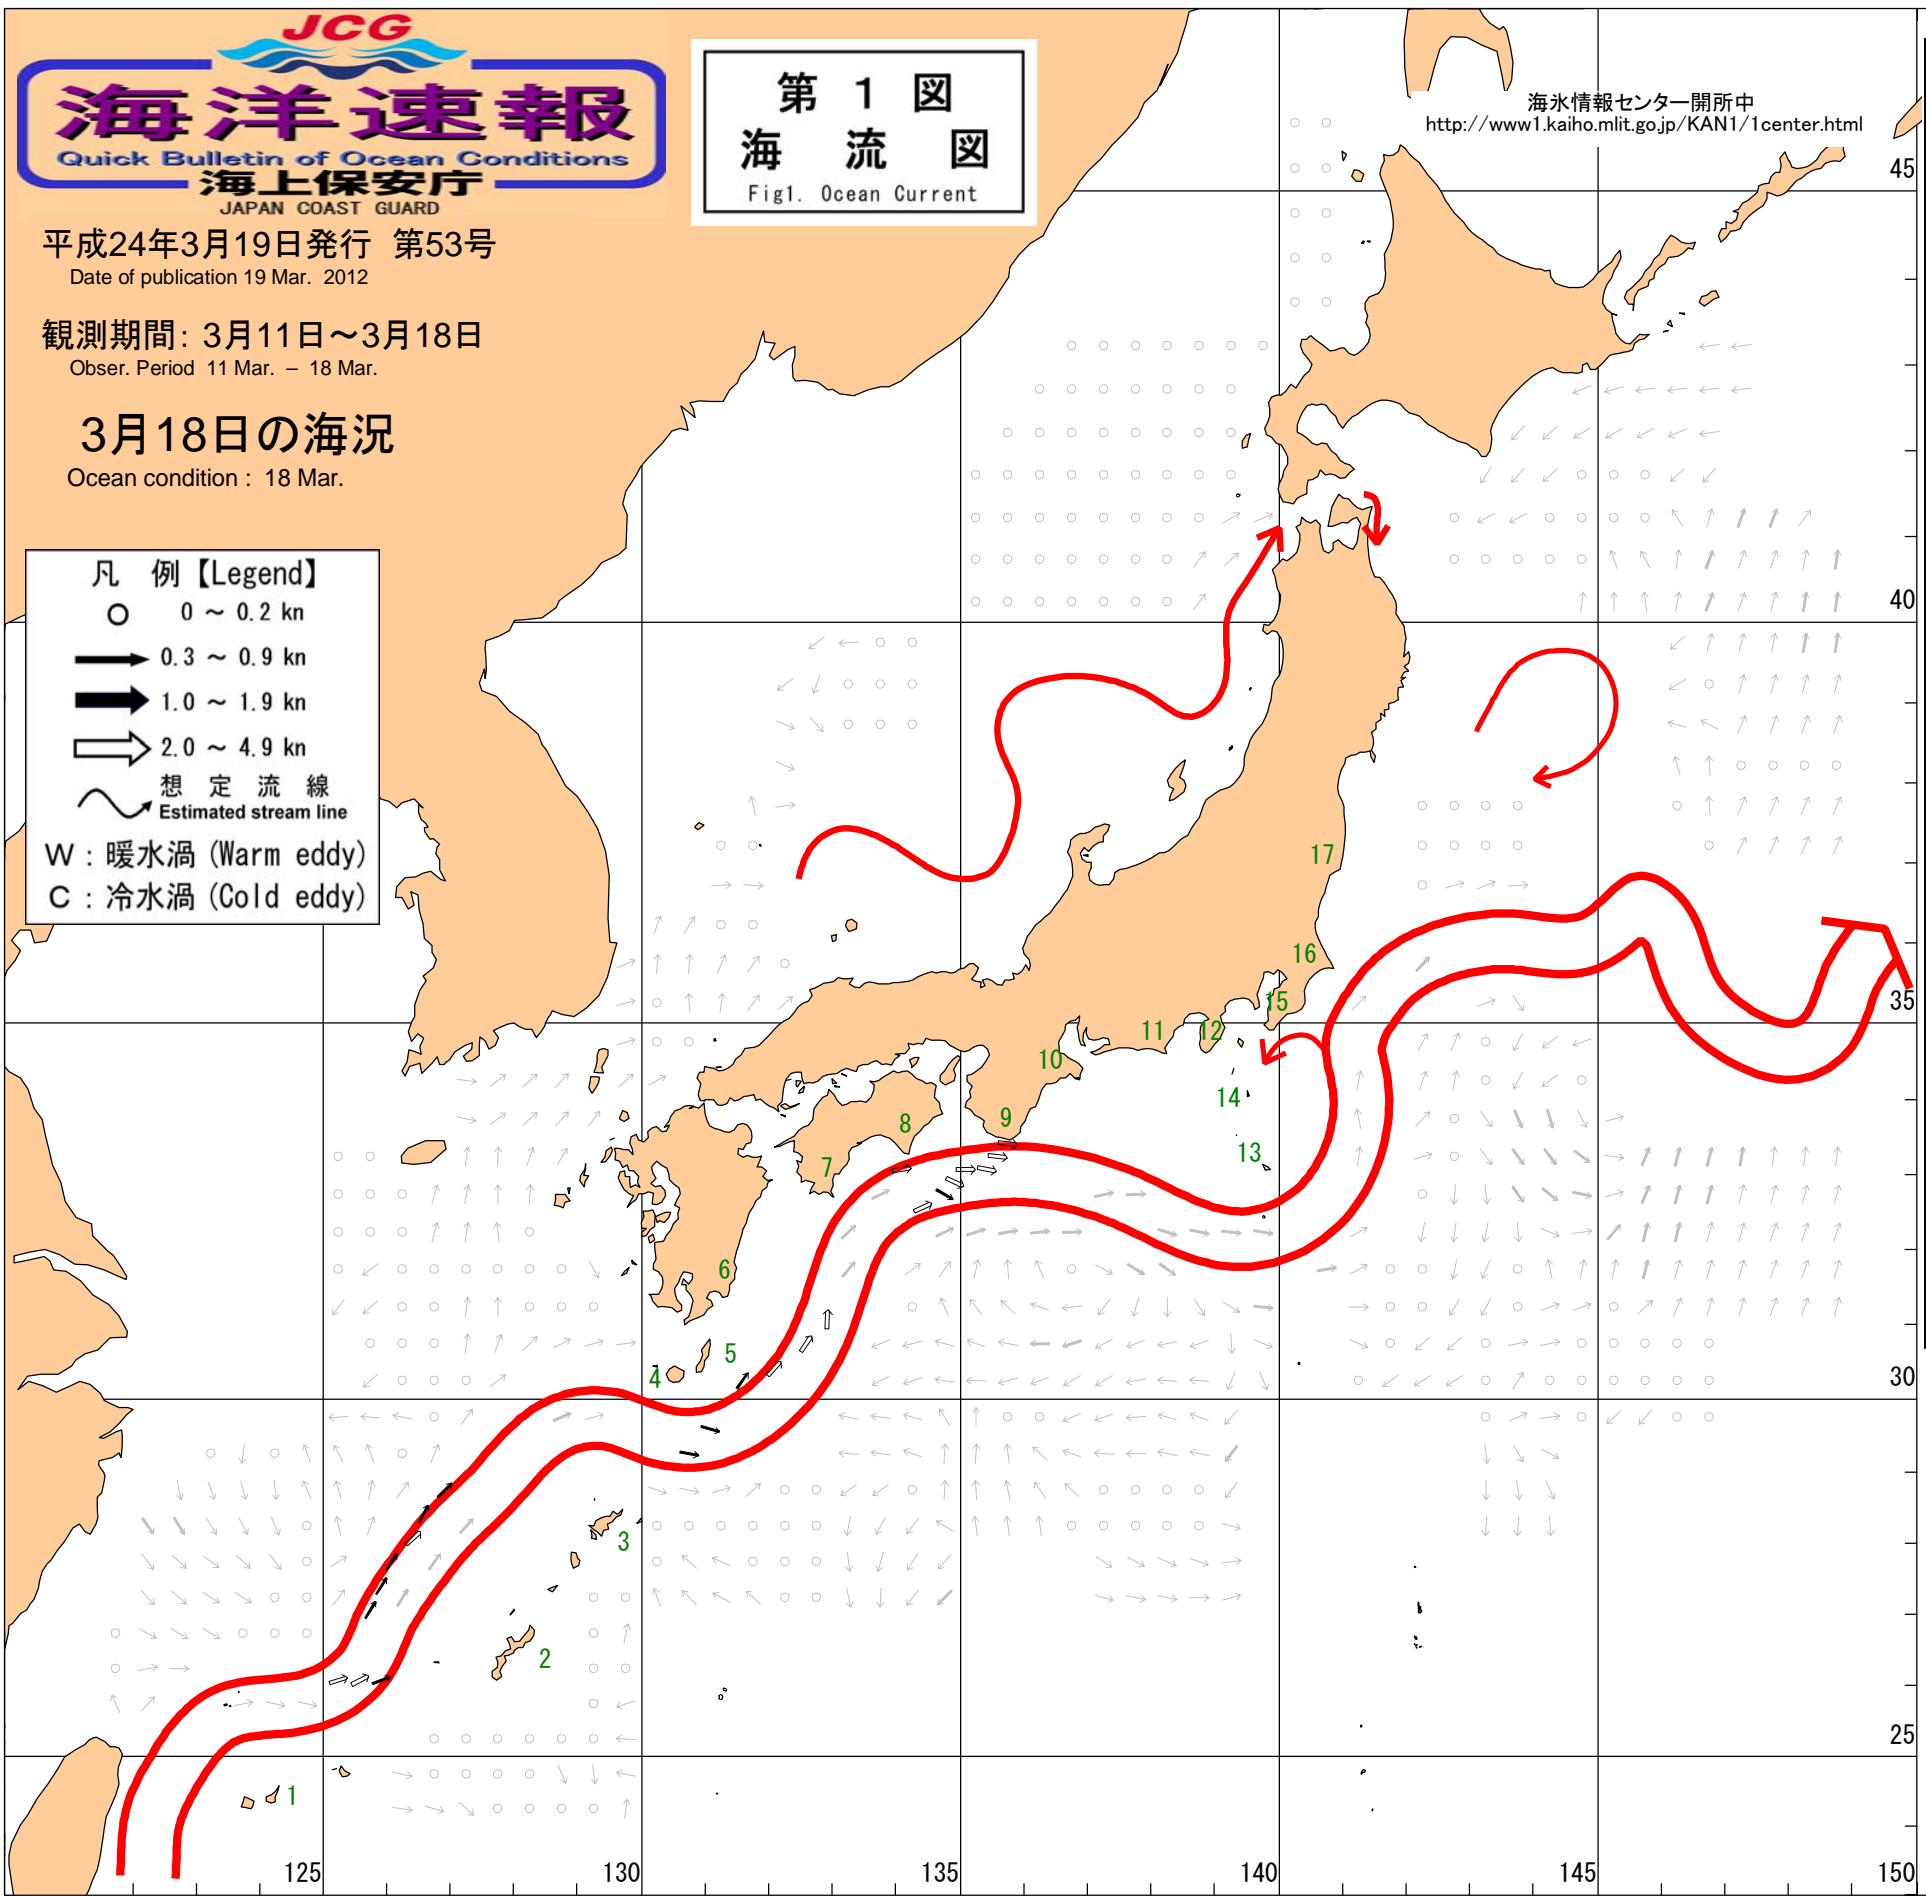 JCG
海洋速報
Quick Bulletin of Ocean Conditions
海上保安庁
JAPAN COAST GUARD
第 1 図
海 流 図
Fig1. Ocean Current
海氷情報センター開所中
http://www1.kaiho.mlit.go.jp/KAN1/1center.html
平成24年3月19日発行 第53号
Date of publication 19 Mar. 2012
観測期間: 3月11日～3月18日
Obser. Period 11 Mar. – 18 Mar.
3月18日の海況
Ocean condition : 18 Mar.
凡 例【Legend】
0 ～ 0.2 kn
0.3 ～ 0.9 kn
1.0 ～ 1.9 kn
2.0 ～ 4.9 kn
想 定 流 線
Estimated stream line
W : 暖水渦 (Warm eddy)
C : 冷水渦 (Cold eddy)
45
40
35
30
25
17
16
15
12
11
10
14
13
9
8
7
6
5
4
3
2
1
125
130
135
140
145
150